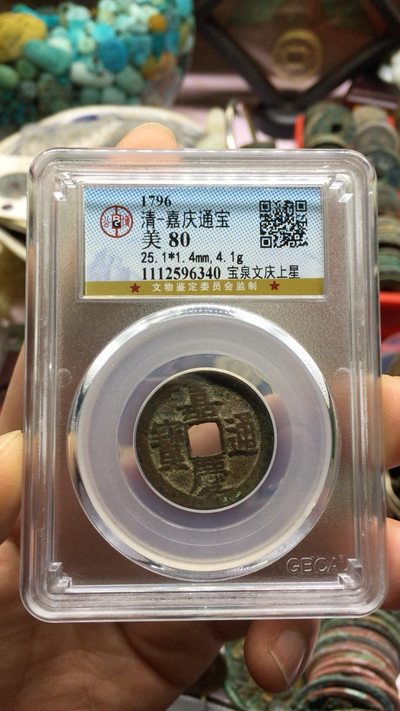 1796
清-嘉庆通宝
美 80
25.1*1.4mm, 4.1g
1112596340 宝泉文庆上星
★ 文物鉴定委员会监制 ★
嘉
寶 通
慶
GBCA